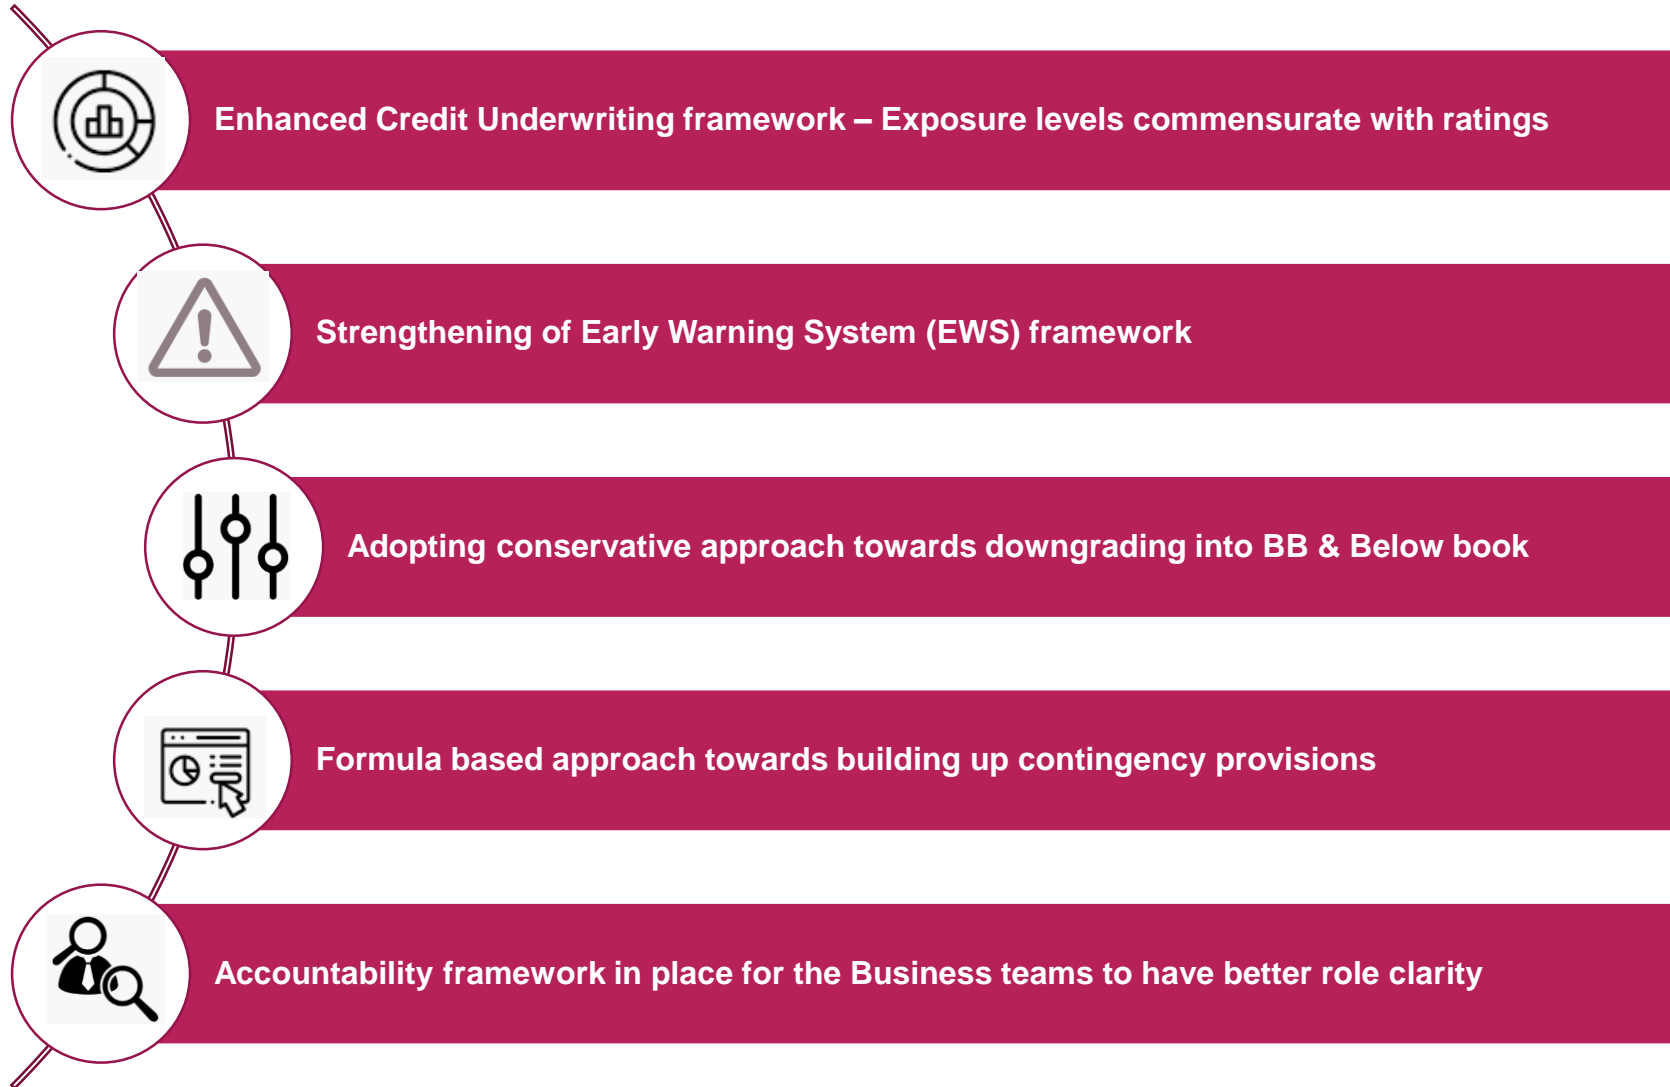 Enhanced Credit Underwriting framework – Exposure levels commensurate with ratings
Strengthening of Early Warning System (EWS) framework
Adopting conservative approach towards downgrading into BB & Below book
Formula based approach towards building up contingency provisions
Accountability framework in place for the Business teams to have better role clarity